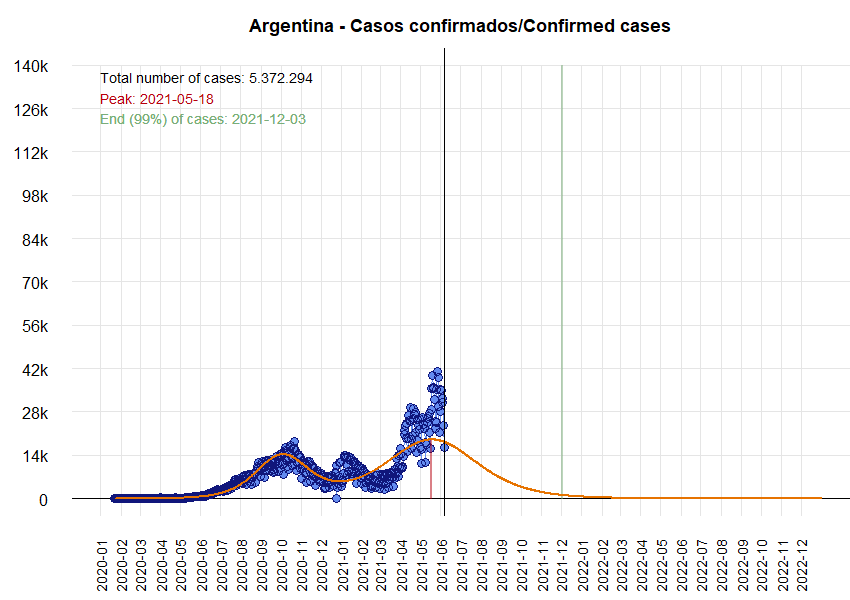 Argentina - Casos confirmados/Confirmed cases
140k
126k
112k
98k
84k
70k
56k
42k
28k
14k
0
Total number of cases: 5.372.294
Peak: 2021-05-18
End (99%) of cases: 2021-12-03
2020-01
2020-02
2020-03
2020-04
2020-05
2020-06
2020-07
2020-08
2020-09
2020-10
2020-11
2020-12
2021-01
2021-02
2021-03
2021-04
2021-05
2021-06
2021-07
2021-08
2021-09
2021-10
2021-11
2021-12
2022-01
2022-02
2022-03
2022-04
2022-05
2022-06
2022-07
2022-08
2022-09
2022-10
2022-11
2022-12